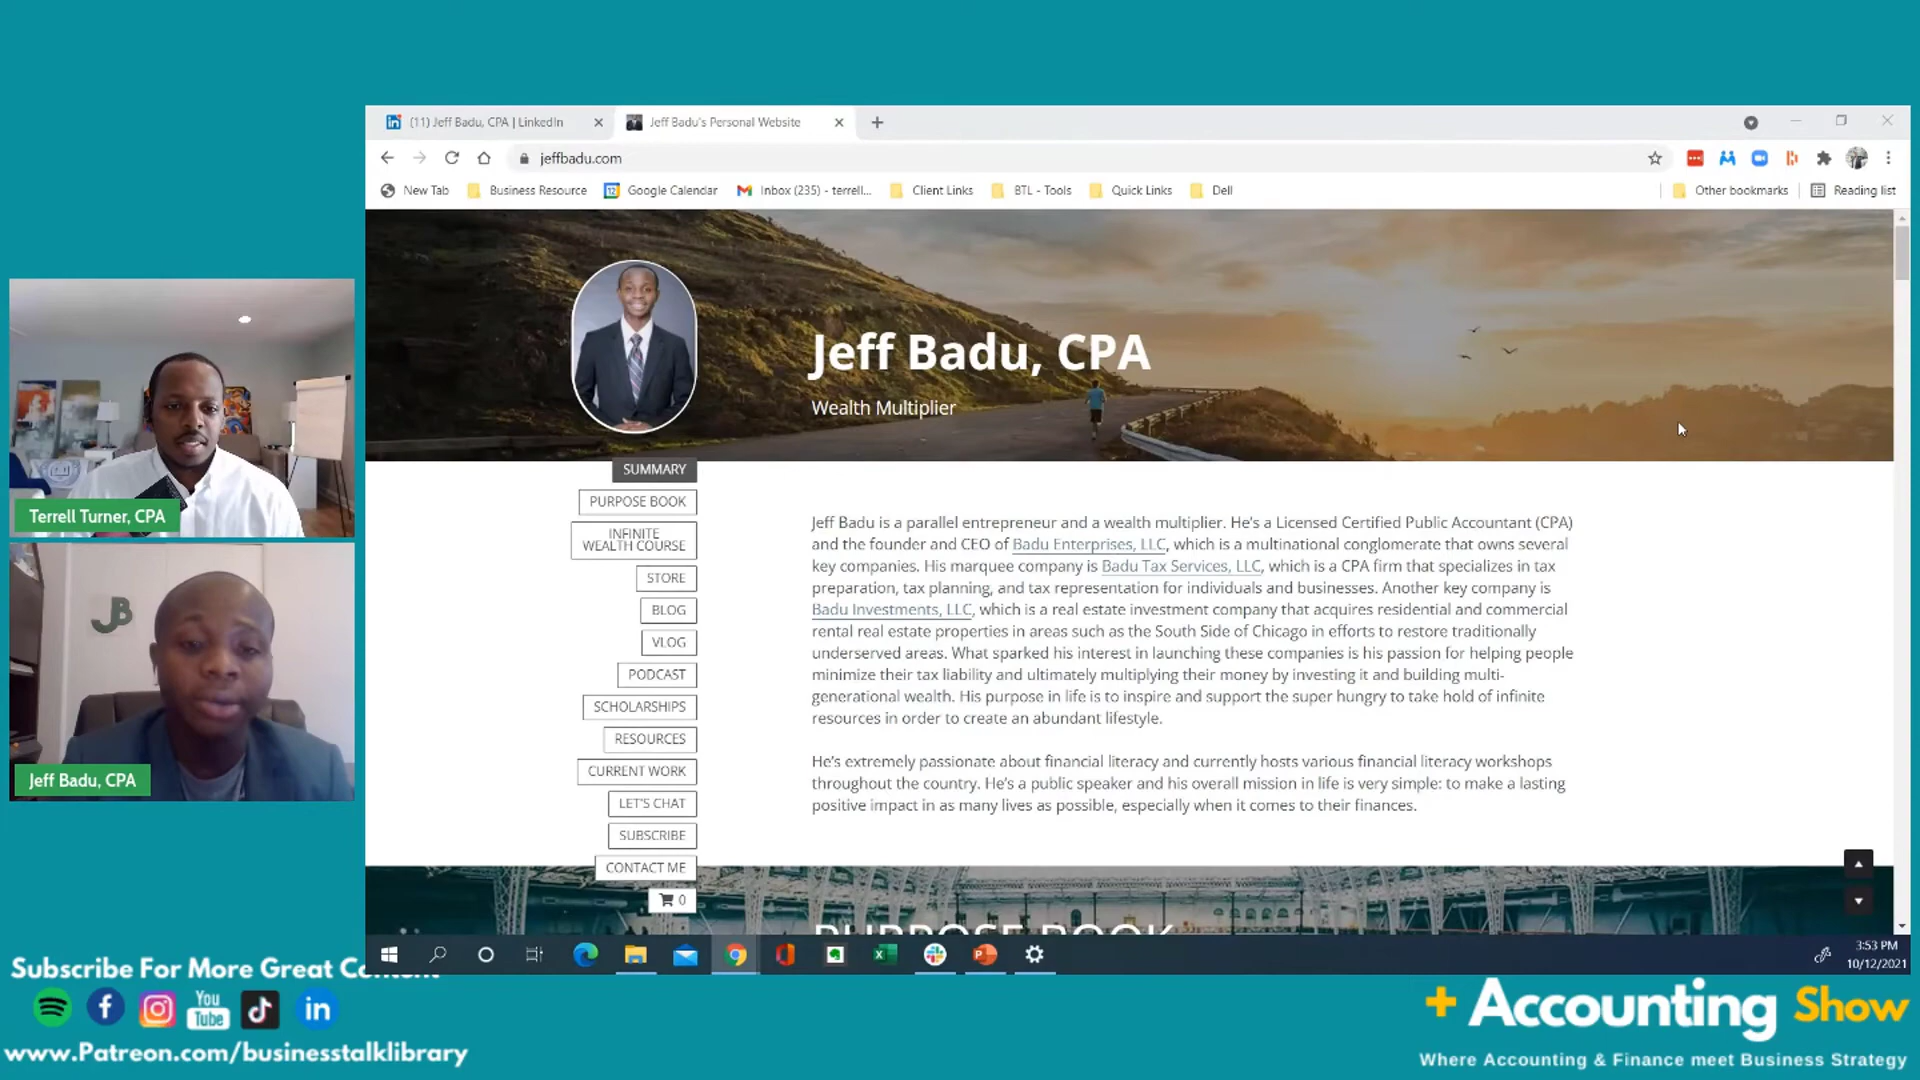 (11) Jeff Badu, CPA | LinkedIn
Jeff Badu's Personal Website
jeffbadu.com
New Tab
Business Resource
Google Calendar
Inbox (235) - terrell...
Client Links
BTL - Tools
Quick Links
Dell
Other bookmarks
Reading list
Jeff Badu, CPA
Wealth Multiplier
SUMMARY
PURPOSE BOOK
INFINITE
WEALTH COURSE
STORE
BLOG
VLOG
PODCAST
SCHOLARSHIPS
RESOURCES
CURRENT WORK
LET'S CHAT
SUBSCRIBE
CONTACT ME
0
Jeff Badu is a parallel entrepreneur and a wealth multiplier. He's a Licensed Certified Public Accountant (CPA)
and the founder and CEO of Badu Enterprises, LLC, which is a multinational conglomerate that owns several
key companies. His marquee company is Badu Tax Services, LLC, which is a CPA firm that specializes in tax
preparation, tax planning, and tax representation for individuals and businesses. Another key company is
Badu Investments, LLC, which is a real estate investment company that acquires residential and commercial
rental real estate properties in areas such as the South Side of Chicago in efforts to restore traditionally
underserved areas. What sparked his interest in launching these companies is his passion for helping people
minimize their tax liability and ultimately multiplying their money by investing it and building multi-
generational wealth. His purpose in life is to inspire and support the super hungry to take hold of infinite
resources in order to create an abundant lifestyle.
He's extremely passionate about financial literacy and currently hosts various financial literacy workshops
throughout the country. He's a public speaker and his overall mission in life is very simple: to make a lasting
positive impact in as many lives as possible, especially when it comes to their finances.
PURPOSE BOOK
3:53 PM
10/12/2021
Terrell Turner, CPA
JB
Jeff Badu, CPA
Subscribe For More Great
You
Tube
www.Patreon.com/businesstalklibrary
+ Accounting Show
Where Accounting & Finance meet Business Strategy